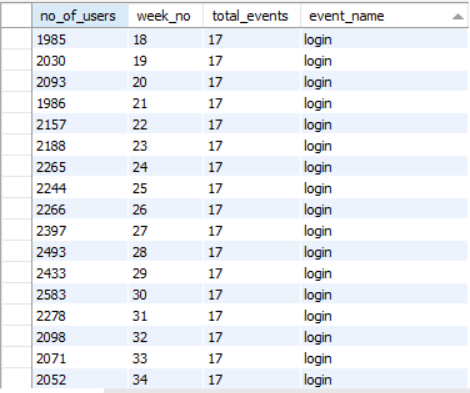 no_of_users week_no total_events event_name
1985 18 17 login
2030 19 17 login
2093 20 17 login
1986 21 17 login
2157 22 17 login
2188 23 17 login
2265 24 17 login
2244 25 17 login
2266 26 17 login
2397 27 17 login
2493 28 17 login
2433 29 17 login
2583 30 17 login
2278 31 17 login
2098 32 17 login
2071 33 17 login
2052 34 17 login